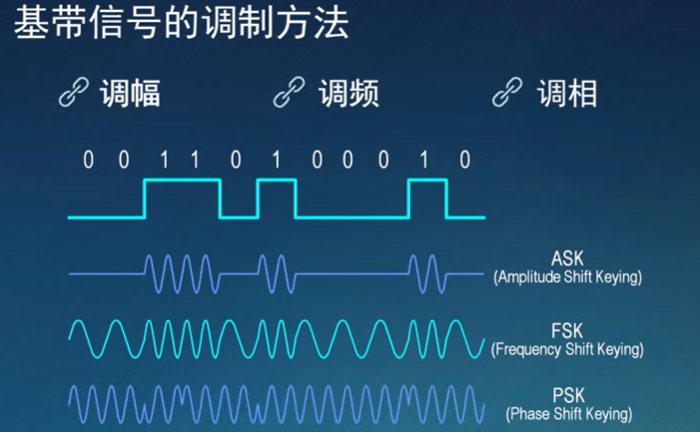 基带信号的调制方法
调幅 调频 调相
0 0 1 1 0 1 0 0 0 1 0
ASK
(Amplitude Shift Keying)
FSK
(Frequency Shift Keying)
PSK
(Phase Shift Keying)